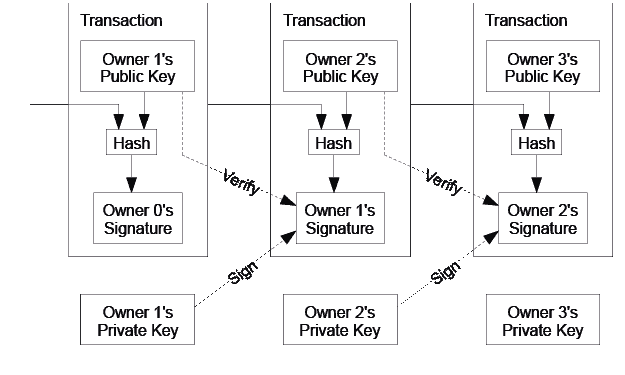 Transaction
Transaction
Transaction
Owner 1's
Public Key
Owner 2's
Public Key
Owner 3's
Public Key
Hash
Hash
Hash
Verify
Verify
Owner 0's
Signature
Owner 1's
Signature
Owner 2's
Signature
Sign
Sign
Owner 1's
Private Key
Owner 2's
Private Key
Owner 3's
Private Key